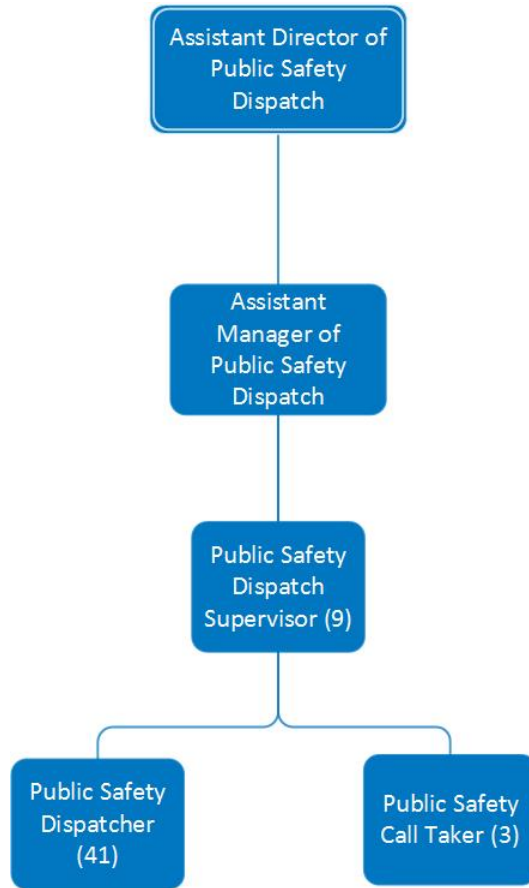 Assistant Director of
Public Safety
Dispatch
Assistant
Manager of
Public Safety
Dispatch
Public Safety
Dispatch
Supervisor (9)
Public Safety
Dispatcher
(41)
Public Safety
Call Taker (3)